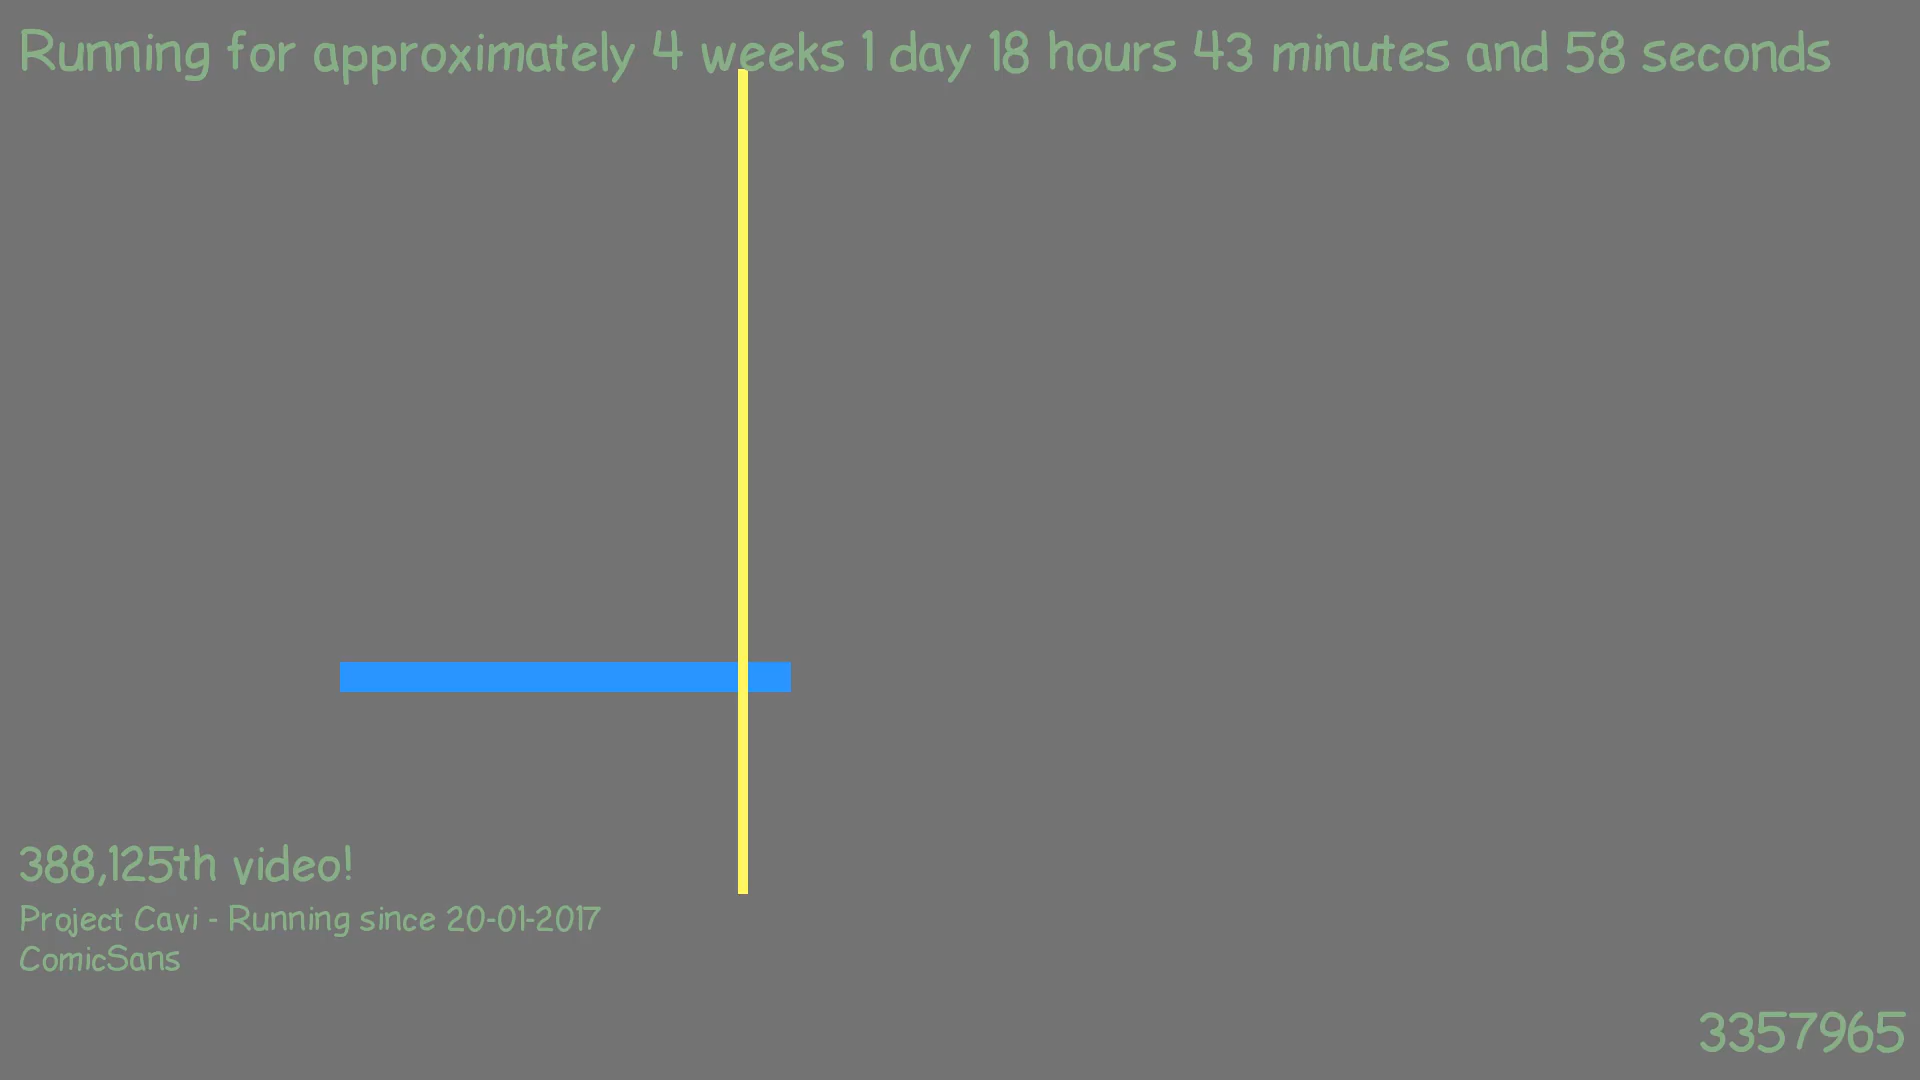 Running for approximately 4 weeks 1 day 18 hours 43 minutes and 58 seconds
388,125th video!
Project Cavi - Running since 20-01-2017
ComicSans
3357965